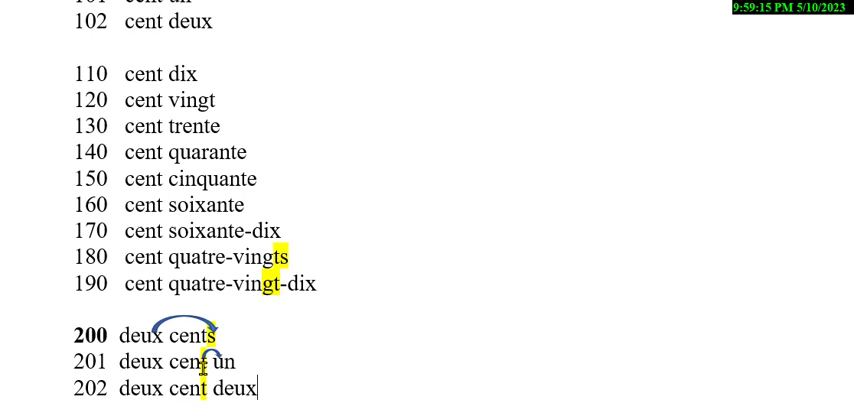 9:59:15 PM 5/10/2023
102 cent deux
110 cent dix
120 cent vingt
130 cent trente
140 cent quarante
150 cent cinquante
160 cent soixante
170 cent soixante-dix
180 cent quatre-vingts
190 cent quatre-vingt-dix
200 deux cents
201 deux cent un
202 deux cent deux